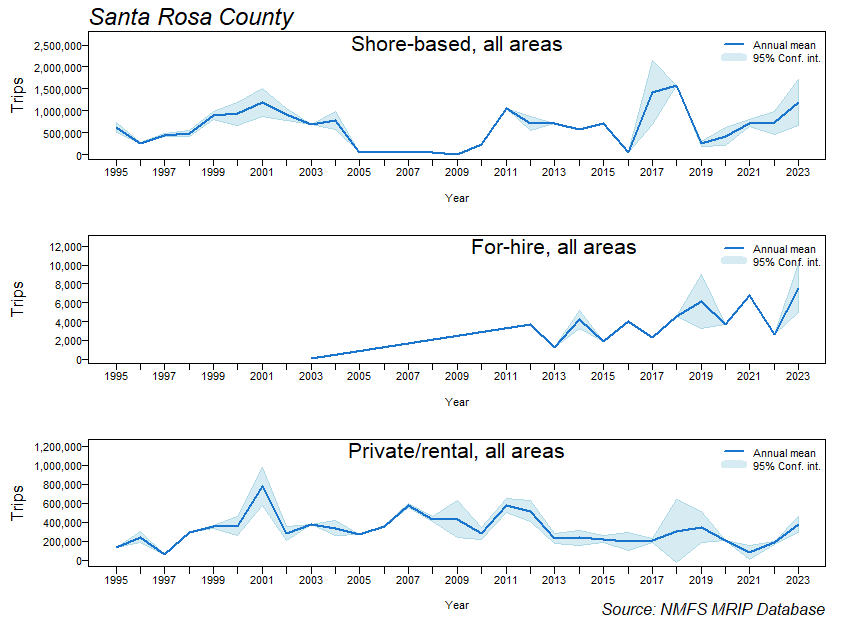 Santa Rosa County
Shore-based, all areas
Annual mean
95% Conf. int.
Trips
2,500,000
2,000,000
1,500,000
1,000,000
500,000
0
1995 1997 1999 2001 2003 2005 2007 2009 2011 2013 2015 2017 2019 2021 2023
Year
For-hire, all areas
Annual mean
95% Conf. int.
Trips
12,000
10,000
8,000
6,000
4,000
2,000
0
1995 1997 1999 2001 2003 2005 2007 2009 2011 2013 2015 2017 2019 2021 2023
Year
Private/rental, all areas
Annual mean
95% Conf. int.
Trips
1,200,000
1,000,000
800,000
600,000
400,000
200,000
0
1995 1997 1999 2001 2003 2005 2007 2009 2011 2013 2015 2017 2019 2021 2023
Year
Source: NMFS MRIP Database